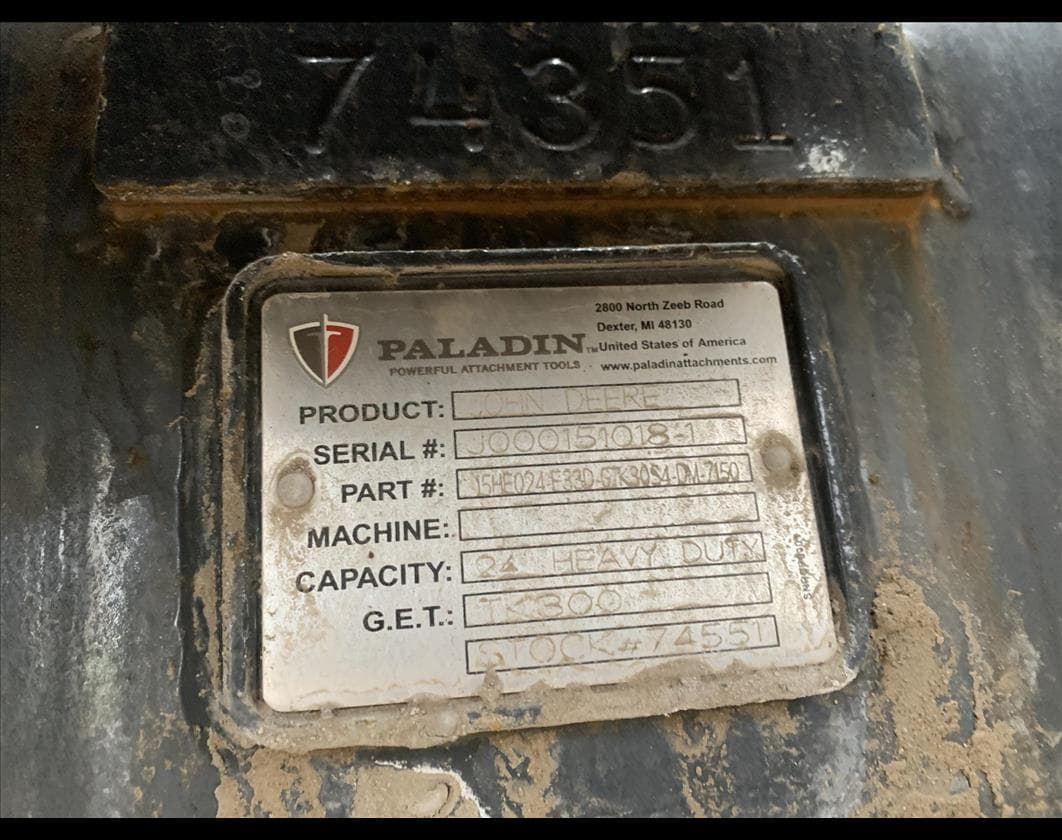 74351
PALADIN™
POWERFUL ATTACHMENT TOOLS
2800 North Zeeb Road
Dexter, MI 48130
United States of America
www.paladinattachments.com
PRODUCT: JOHN DEERE
SERIAL #: J000151018-1
PART #:
MACHINE:
CAPACITY: 24 HEAVY DUTY
G.E.T.: TK300
STOCK#74551